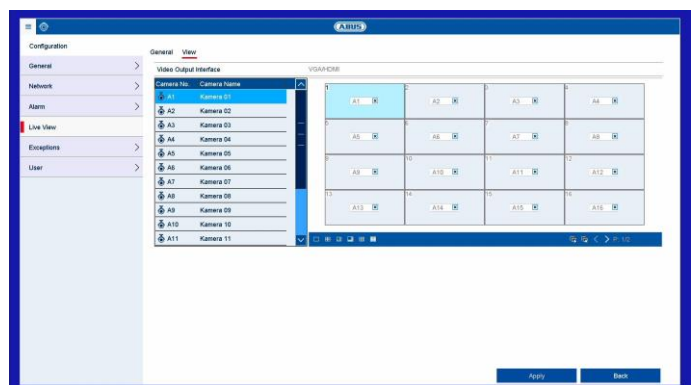 ABUS
Configuration
General
Network
Alarm
Live View
Exceptions
User
General View
Video Output Interface VGA/HDMI
Camera No. Camera Name
A1 Kamera 01
A2 Kamera 02
A3 Kamera 03
A4 Kamera 04
A5 Kamera 05
A6 Kamera 06
A7 Kamera 07
A8 Kamera 08
A9 Kamera 09
A10 Kamera 10
A11 Kamera 11
1 2 3 4
A1 A2 A3 A4
5 6 7 8
A5 A6 A7 A8
9 10 11 12
A9 A10 A11 A12
13 14 15 16
A13 A14 A15 A16
P: 1/2
Apply Back